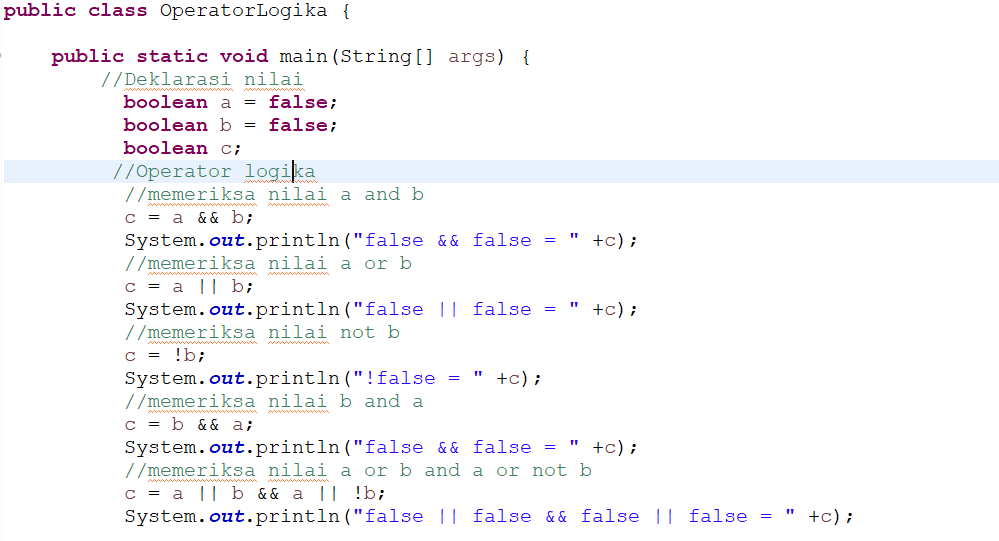 public class OperatorLogika {
public static void main(String[] args) {
//Deklarasi nilai
boolean a = false;
boolean b = false;
boolean c;
//Operator logika
//memeriksa nilai a and b
c = a && b;
System.out.println("false && false = " +c);
//memeriksa nilai a or b
c = a || b;
System.out.println("false || false = " +c);
//memeriksa nilai not b
c = !b;
System.out.println("!false = " +c);
//memeriksa nilai b and a
c = b && a;
System.out.println("false && false = " +c);
//memeriksa nilai a or b and a or not b
c = a || b && a || !b;
System.out.println("false || false && false || false = " +c);